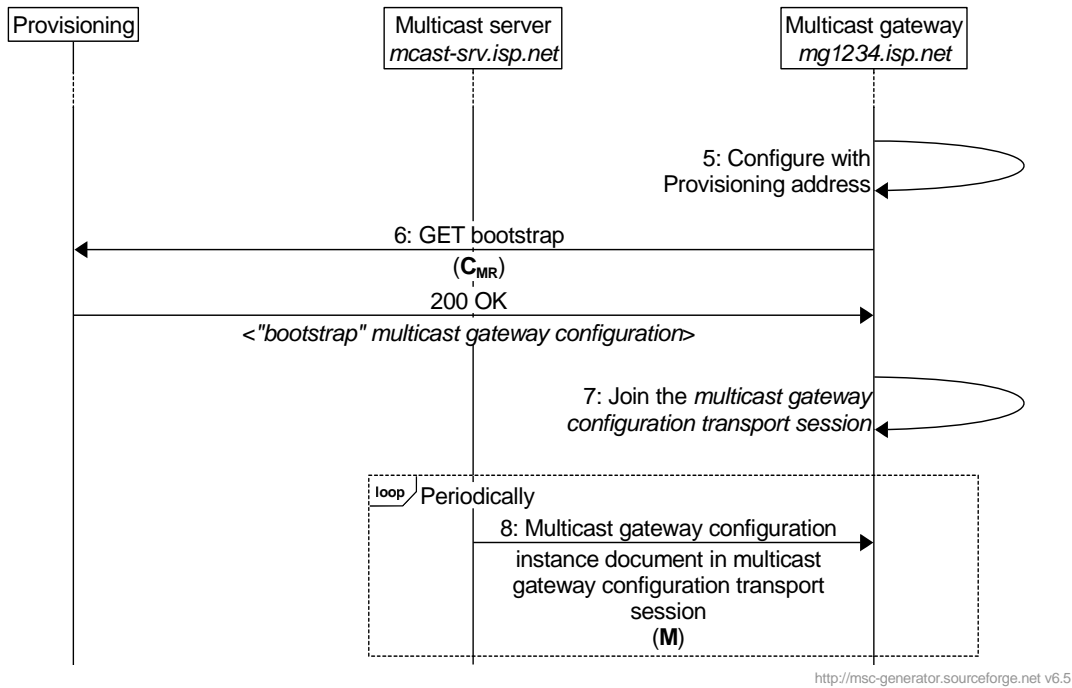 Provisioning
Multicast server
mcast-srv.isp.net
Multicast gateway
mg1234.isp.net
5: Configure with
Provisioning address
6: GET bootstrap
(CMR)
200 OK
<"bootstrap" multicast gateway configuration>
7: Join the multicast gateway
configuration transport session
loop
Periodically
8: Multicast gateway configuration
instance document in multicast
gateway configuration transport
session
(M)
http://msc-generator.sourceforge.net v6.5